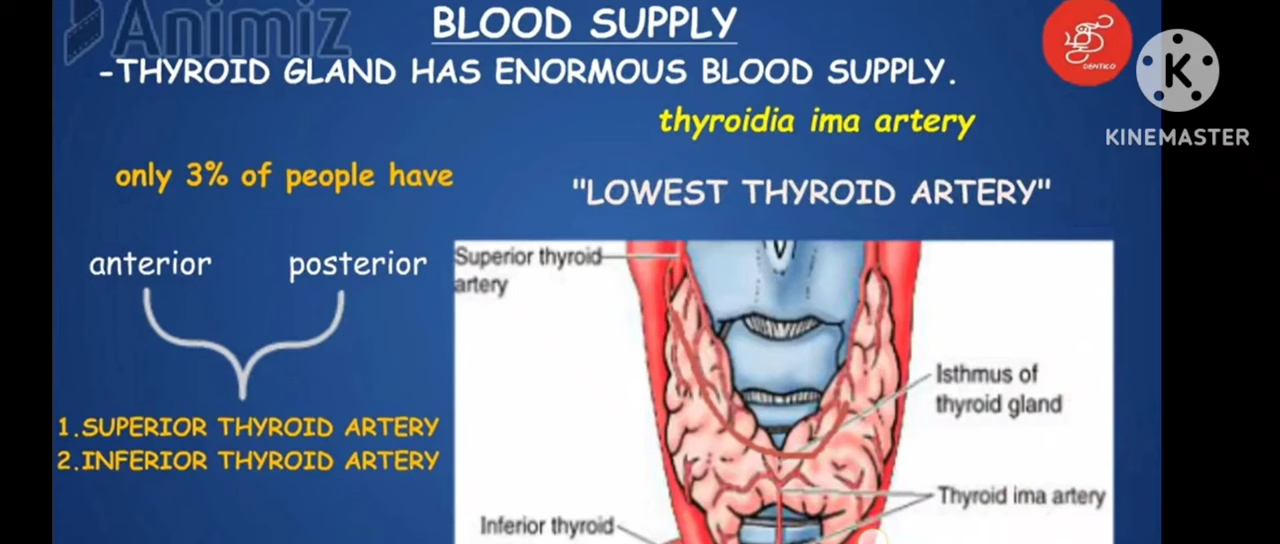 Animiz
BLOOD SUPPLY
-THYROID GLAND HAS ENORMOUS BLOOD SUPPLY.
DENTICO
K
KINEMASTER
thyroidia ima artery
only 3% of people have
"LOWEST THYROID ARTERY"
anterior
posterior
1.SUPERIOR THYROID ARTERY
2.INFERIOR THYROID ARTERY
Superior thyroid
artery
Isthmus of
thyroid gland
Thyroid ima artery
Inferior thyroid